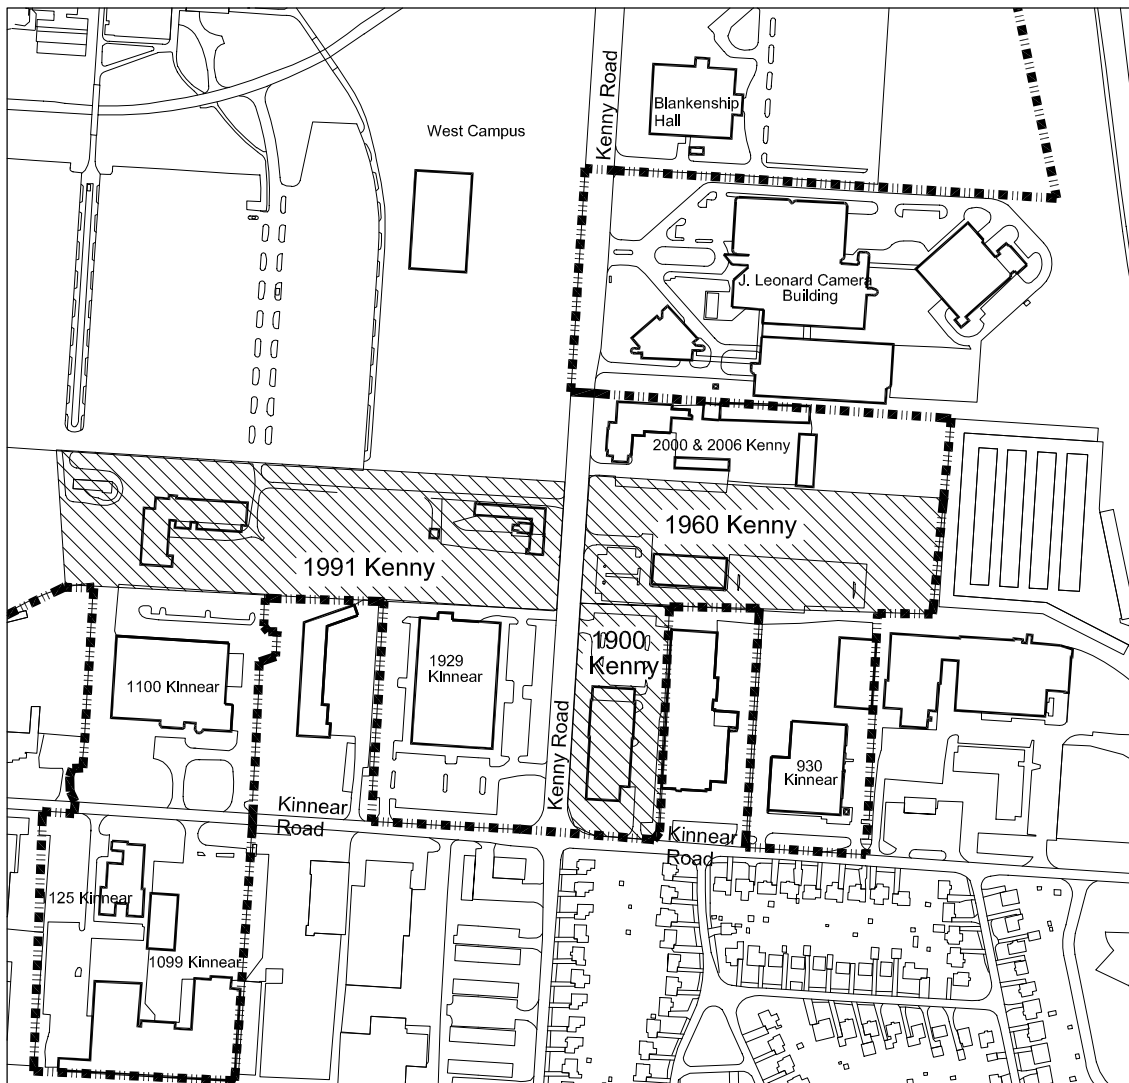 Kenny Road
Blankenship
Hall
West Campus
J. Leonard Camera
Building
2000 & 2006 Kenny
1960 Kenny
1991 Kenny
1900
Kenny
1929
KInnear
1100 KInnear
Kenny Road
930
Kinnear
Kinnear
Road
Kinnear
Road
125 Kinnear
1099 Kinnear